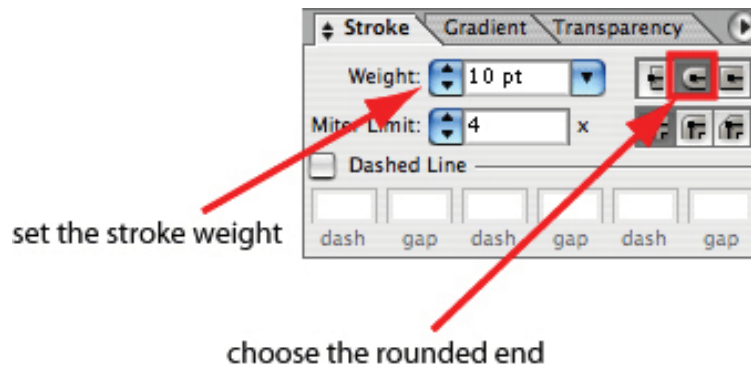 Stroke Gradient Transparency
Weight: 10 pt
Miter Limit: 4 x
Dashed Line
dash gap dash gap dash gap
set the stroke weight
choose the rounded end